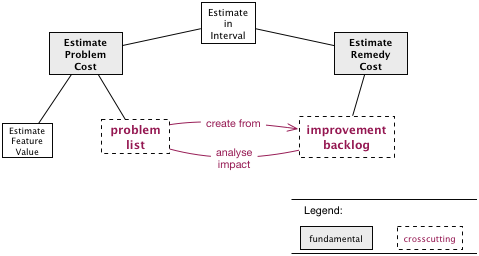 Estimate
in
Interval
Estimate
Problem
Cost
Estimate
Remedy
Cost
Estimate
Feature
Value
problem
list
create from
analyse
impact
improvement
backlog
Legend:
fundamental
crosscutting